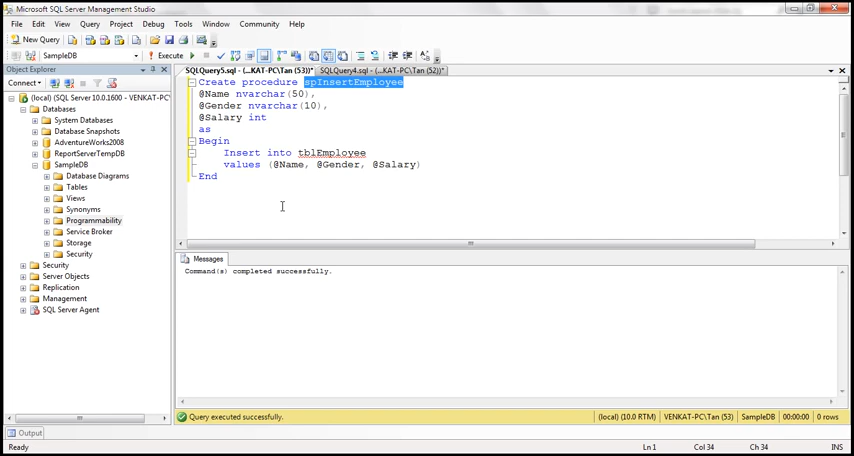 Microsoft SQL Server Management Studio
File Edit View Query Project Debug Tools Window Community Help
New Query
SampleDB Execute
Object Explorer
Connect
(local) (SQL Server 10.0.1600 - VENKAT-PC\
Databases
System Databases
Database Snapshots
AdventureWorks2008
ReportServerTempDB
SampleDB
Database Diagrams
Tables
Views
Synonyms
Programmability
Service Broker
Storage
Security
Security
Server Objects
Replication
Management
SQL Server Agent
SQLQuery5.sql - (...KAT-PC\Tan (53))* SQLQuery4.sql - (...KAT-PC\Tan (52))*
Create procedure spInsertEmployee
@Name nvarchar(50),
@Gender nvarchar(10),
@Salary int
as
Begin
Insert into tblEmployee
values (@Name, @Gender, @Salary)
End
Messages
Command(s) completed successfully.
Query executed successfully. (local) (10.0 RTM) VENKAT-PC\Tan (53) SampleDB 00:00:00 0 rows
Output
Ready Ln 1 Col 34 Ch 34 INS